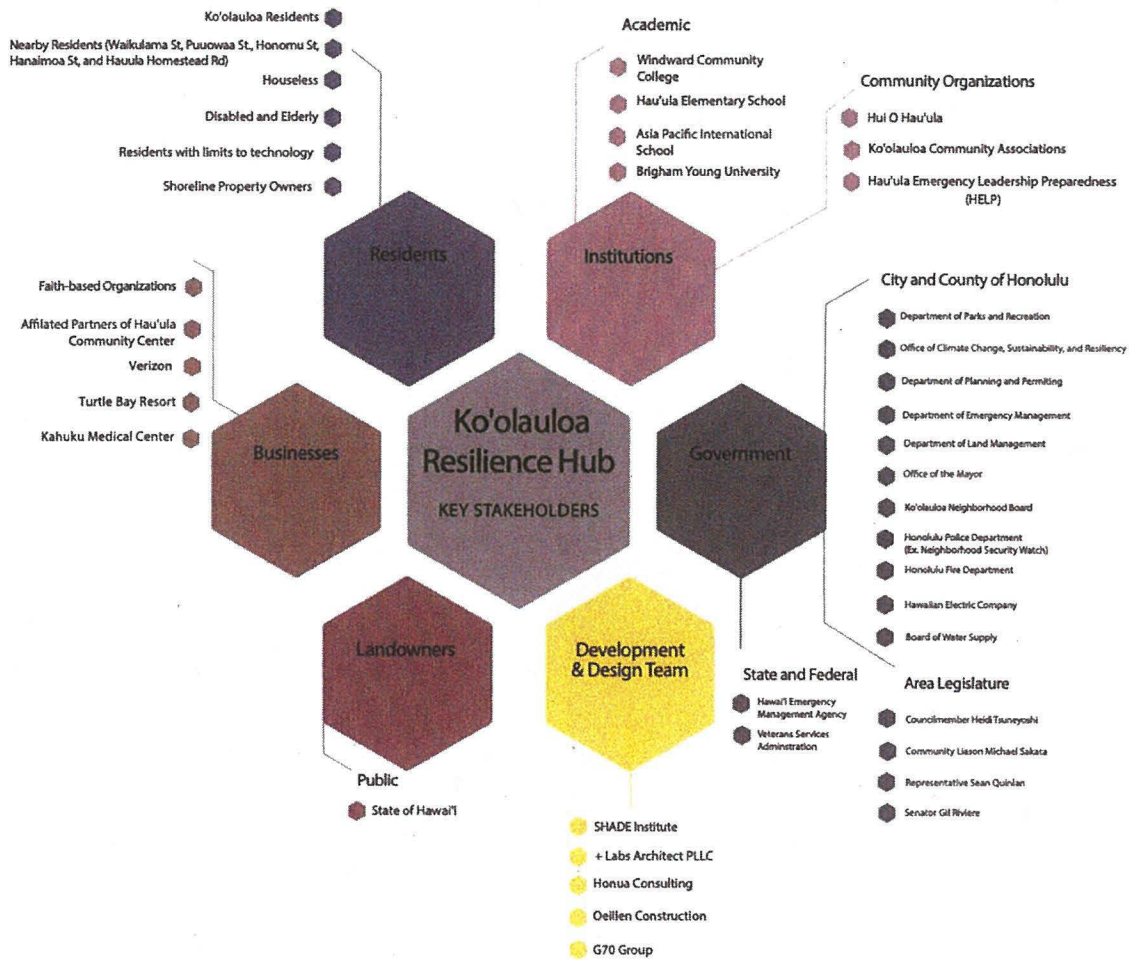 Ko'olauloa Residents
Nearby Residents (Waikulama St, Puuowaa St., Honomu St,
Hanaimoa St, and Hauula Homestead Rd)
Houseless
Disabled and Elderly
Residents with limits to technology
Shoreline Property Owners
Residents
Academic
Windward Community
College
Hau'ula Elementary School
Asia Pacific International
School
Brigham Young University
Institutions
Community Organizations
Hui O Hau'ula
Ko'olauloa Community Associations
Hau'ula Emergency Leadership Preparedness
(HELP)
Faith-based Organizations
Affilated Partners of Hau'ula
Community Center
Verizon
Turtle Bay Resort
Kahuku Medical Center
Businesses
Ko'olauloa
Resilience Hub
KEY STAKEHOLDERS
Government
City and County of Honolulu
Department of Parks and Recreation
Office of Climate Change, Sustainability, and Resiliency
Department of Planning and Permiting
Department of Emergency Management
Department of Land Management
Office of the Mayor
Ko'olauloa Neighborhood Board
Honolulu Police Department
(Ex. Neighborhood Security Watch)
Honolulu Fire Department
Hawaiian Electric Company
Board of Water Supply
Landowners
Public
State of Hawai'i
Development
& Design Team
SHADE Institute
+ Labs Architect PLLC
Honua Consulting
Oeillen Construction
G70 Group
State and Federal
Hawai'i Emergency
Management Agency
Veterans Services
Adminstration
Area Legislature
Councilmember Heidi Tsuneyoshi
Community Liason Michael Sakata
Representative Sean Quinlan
Senator Gil Riviere